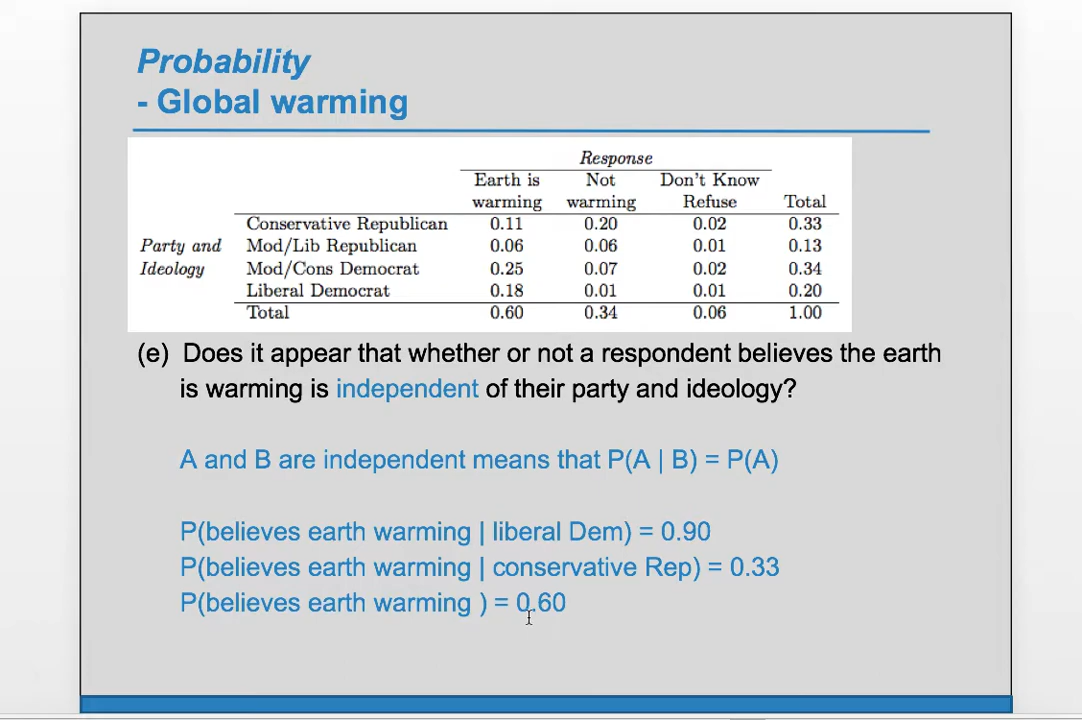 Probability
- Global warming
Response
Earth is Not Don't Know
warming warming Refuse Total
Conservative Republican 0.11 0.20 0.02 0.33
Party and Mod/Lib Republican 0.06 0.06 0.01 0.13
Ideology Mod/Cons Democrat 0.25 0.07 0.02 0.34
Liberal Democrat 0.18 0.01 0.01 0.20
Total 0.60 0.34 0.06 1.00
(e) Does it appear that whether or not a respondent believes the earth
is warming is independent of their party and ideology?
A and B are independent means that P(A | B) = P(A)
P(believes earth warming | liberal Dem) = 0.90
P(believes earth warming | conservative Rep) = 0.33
P(believes earth warming ) = 0.60